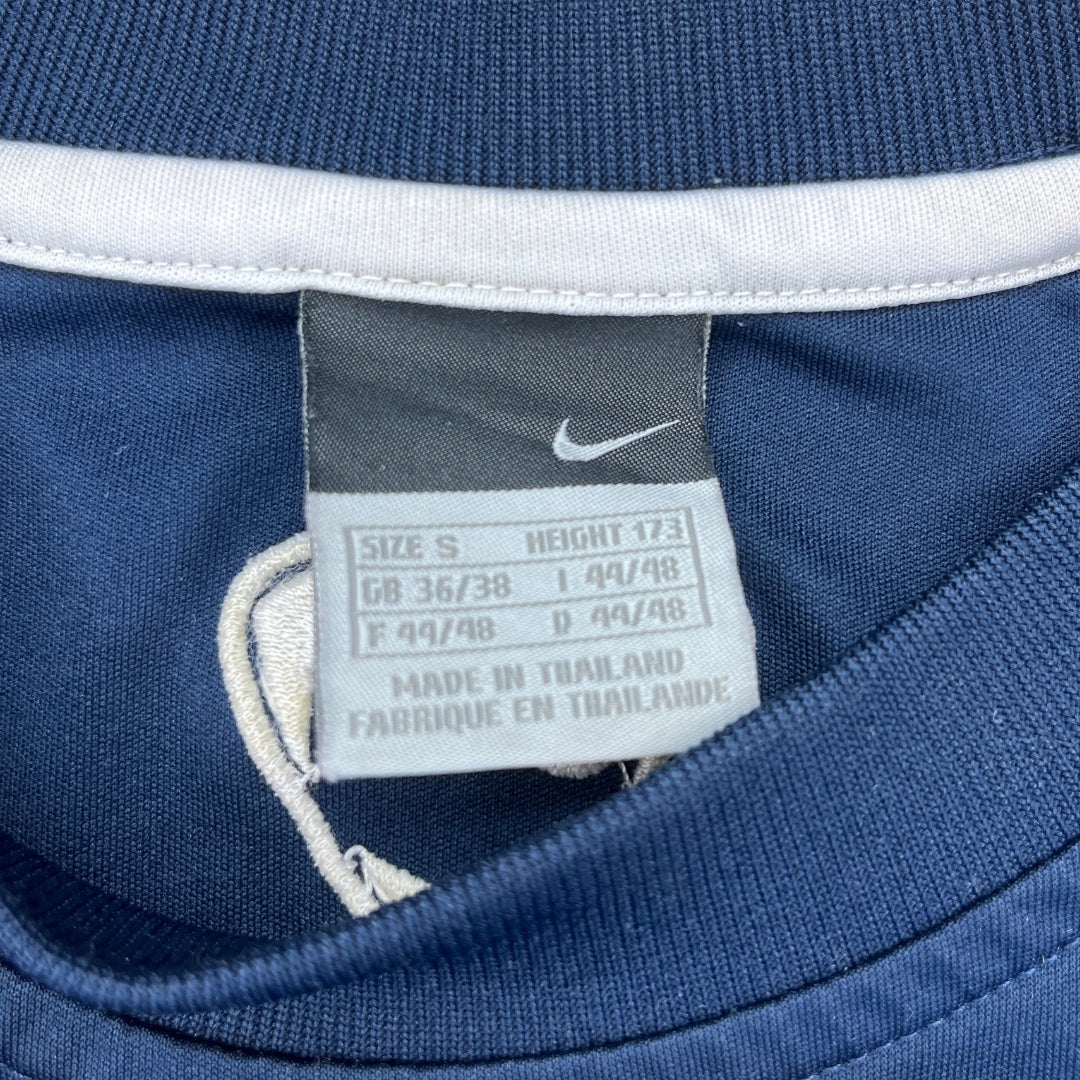 SIZE S HEIGHT 173
GB 36/38 I 44/48
F 44/48 D 44/48
MADE IN THAILAND
FABRIQUE EN THAILANDE